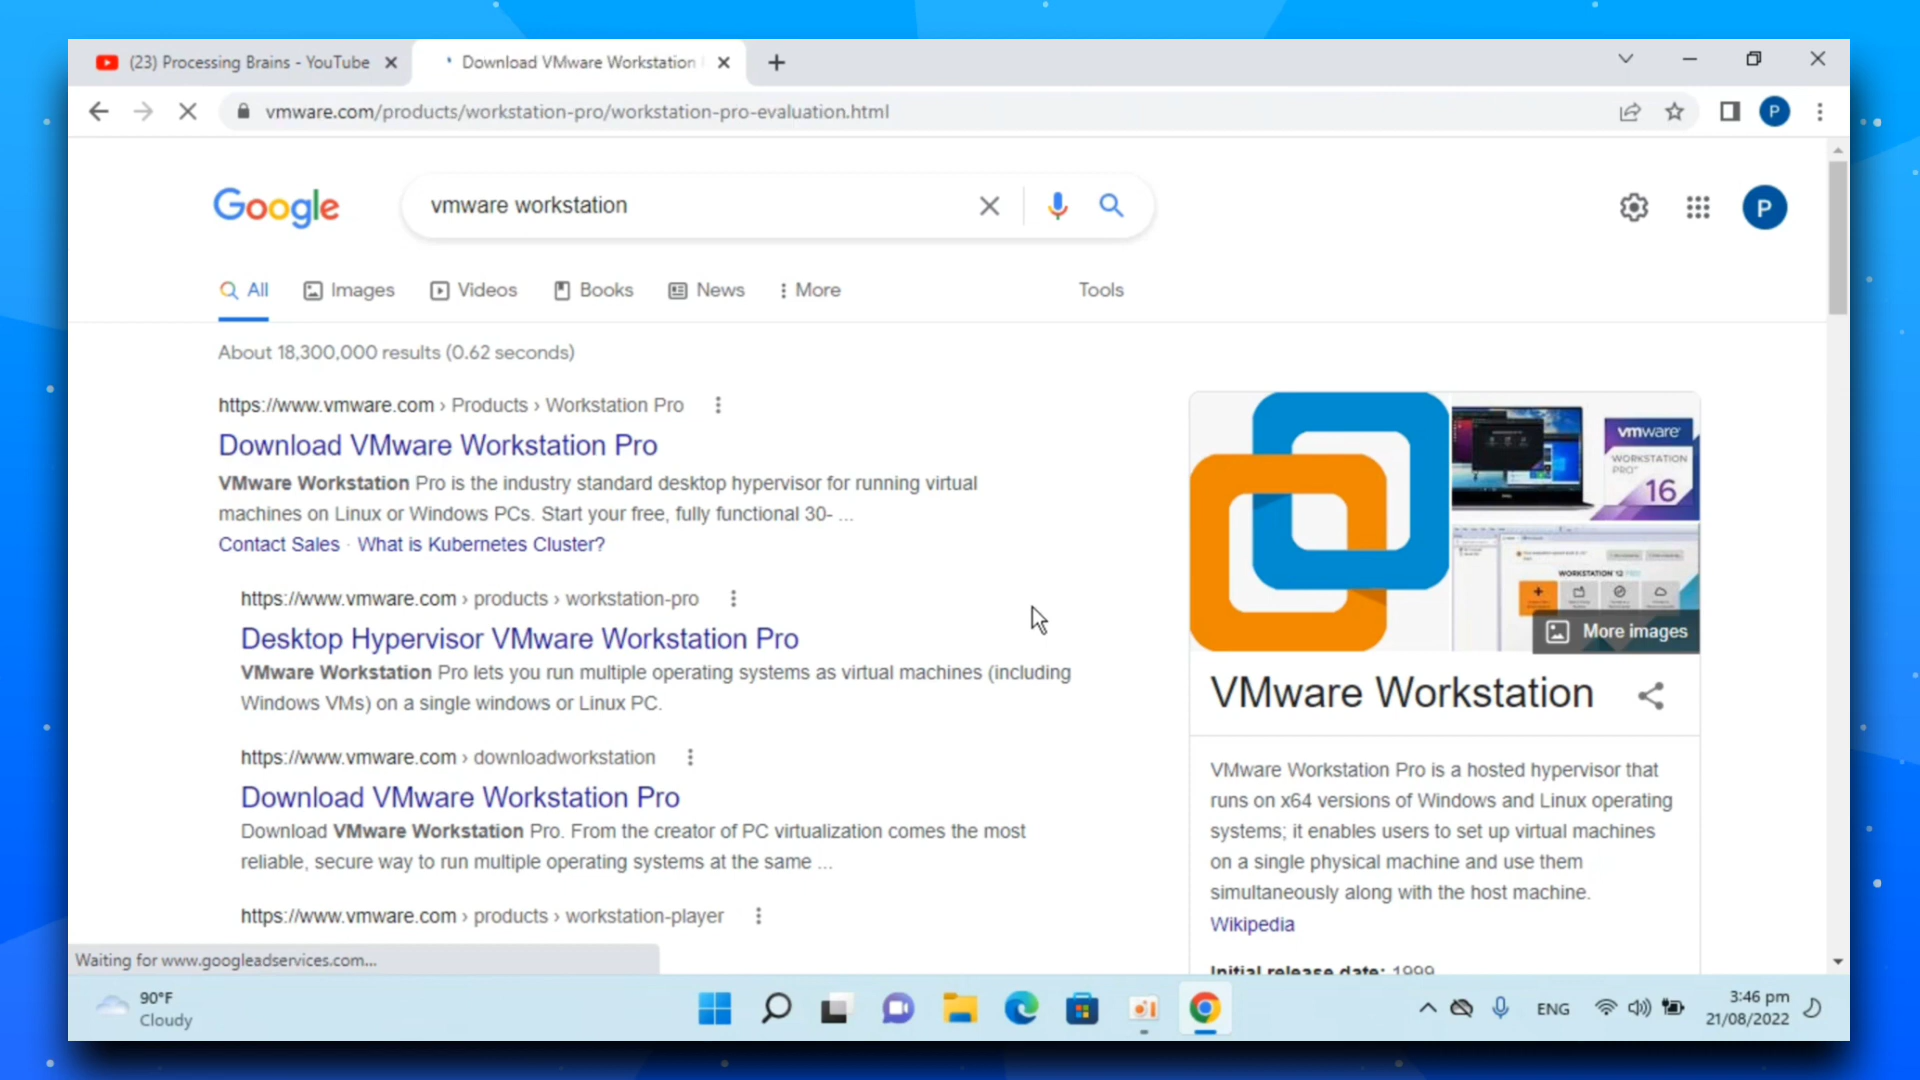 (23) Processing Brains - YouTube
Download VMware Workstation
vmware.com/products/workstation-pro/workstation-pro-evaluation.html
P
Google
vmware workstation
P
All
Images
Videos
Books
News
More
Tools
About 18,300,000 results (0.62 seconds)
https://www.vmware.com › Products › Workstation Pro
Download VMware Workstation Pro
VMware Workstation Pro is the industry standard desktop hypervisor for running virtual
machines on Linux or Windows PCs. Start your free, fully functional 30- ...
Contact Sales · What is Kubernetes Cluster?
https://www.vmware.com › products › workstation-pro
Desktop Hypervisor VMware Workstation Pro
VMware Workstation Pro lets you run multiple operating systems as virtual machines (including
Windows VMs) on a single windows or Linux PC.
https://www.vmware.com › downloadworkstation
Download VMware Workstation Pro
Download VMware Workstation Pro. From the creator of PC virtualization comes the most
reliable, secure way to run multiple operating systems at the same ...
https://www.vmware.com › products › workstation-player
vmware
WORKSTATION
PRO
16
WORKSTATION 12 PRO
More images
VMware Workstation
VMware Workstation Pro is a hosted hypervisor that
runs on x64 versions of Windows and Linux operating
systems; it enables users to set up virtual machines
on a single physical machine and use them
simultaneously along with the host machine.
Wikipedia
Initial release date: 1999
Waiting for www.googleadservices.com...
90°F
Cloudy
ENG
3:46 pm
21/08/2022